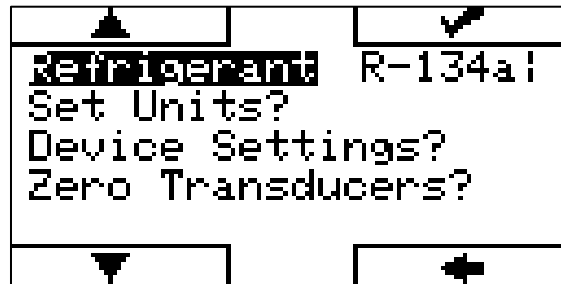 Refrigerant R-134a¦
Set Units?
Device Settings?
Zero Transducers?